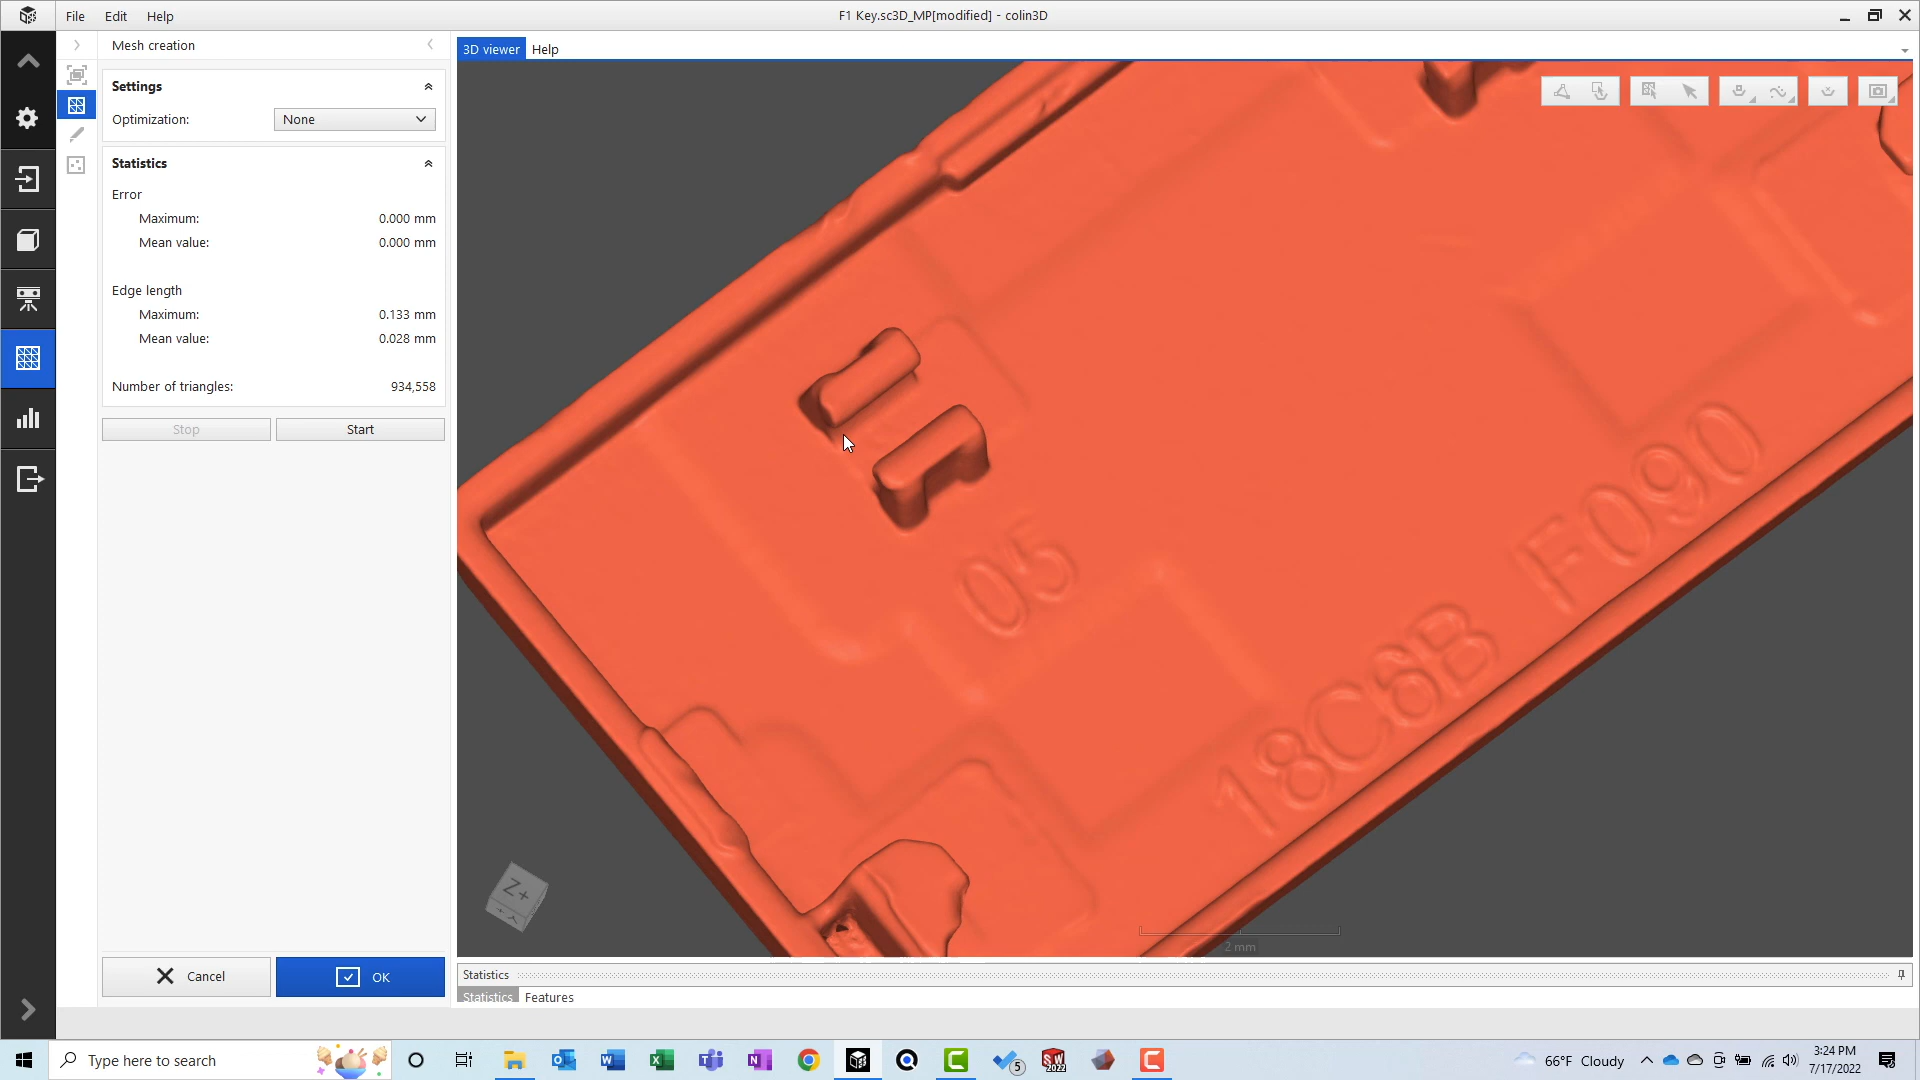 File Edit Help
F1 Key.sc3D_MP[modified] - colin3D
Mesh creation
3D viewer Help
Settings
Optimization: None
Statistics
Error
Maximum: 0.000 mm
Mean value: 0.000 mm
Edge length
Maximum: 0.133 mm
Mean value: 0.028 mm
Number of triangles: 934,558
Stop Start
05
18C6B F090
Z+
2 mm
Cancel OK
Statistics
Statistics Features
Type here to search
5
SW
2022
66°F Cloudy
3:24 PM
7/17/2022